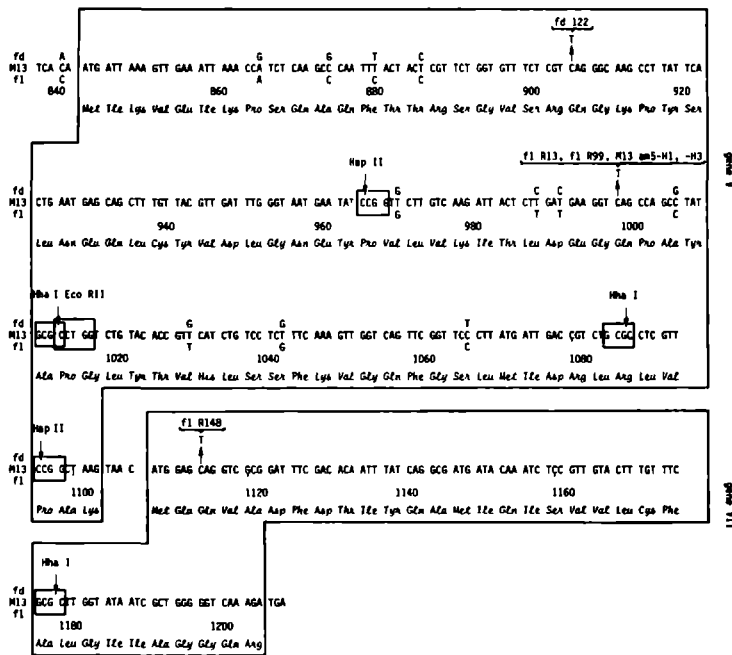 fd 122
fd A G G T C T
M13 TCA CA ATG ATT AAA GTT GAA ATT AAA CCA TCT CAA GCC CAA TTT ACT ACT CGT TCT GGT GTT TCT CGT CAG GGC AAG CCT TAT TCA
f1 C A C C C
840 860 880 900 920
Met Ile Lys Val Glu Ile Lys Pro Ser Gln Ala Gln Phe Thr Thr Arg Ser Gly Val Ser Arg Gln Gly Lys Pro Tyr Ser
gene V
Hap II f1 R13, f1 R99, M13 am5-H1, -H3
fd G C C T G
M13 CTG AAT GAG CAG CTT TGT TAC GTT GAT TTG GGT AAT GAA TAT CCG GTT CTT GTC AAG ATT ACT CTT GAT GAA GGT CAG CCA GCC TAT
f1 G T T C
940 960 980 1000
Leu Asn Glu Gln Leu Cys Tyr Val Asp Leu Gly Asn Glu Tyr Pro Val Leu Val Lys Ile Thr Leu Asp Glu Gly Gln Pro Ala Tyr
Hha I Eco RII Hha I
fd G G T
M13 GCG CCT GGT CTG TAC ACC GTT CAT CTG TCC TCT TTC AAA GTT GGT CAG TTC GGT TCC CTT ATG ATT GAC CGT CTG CGC CTC GTT
f1 T G C
1020 1040 1060 1080
Ala Pro Gly Leu Tyr Thr Val His Leu Ser Ser Phe Lys Val Gly Gln Phe Gly Ser Leu Met Ile Asp Arg Leu Arg Leu Val
Hap II f1 R148
fd T
M13 CCG GCT AAG TAA C ATG GAG CAG GTC GCG GAT TTC GAC ACA ATT TAT CAG GCG ATG ATA CAA ATC TCC GTT GTA CTT TGT TTC
f1
1100 1120 1140 1160
Pro Ala Lys Met Glu Gln Val Ala Asp Phe Asp Thr Ile Tyr Gln Ala Met Ile Gln Ile Ser Val Val Leu Cys Phe
gene VII
Hha I
fd
M13 GCG CTT GGT ATA ATC GCT GGG GGT CAA AGA TGA
f1
1180 1200
Ala Leu Gly Ile Ile Ala Gly Gly Gln Arg